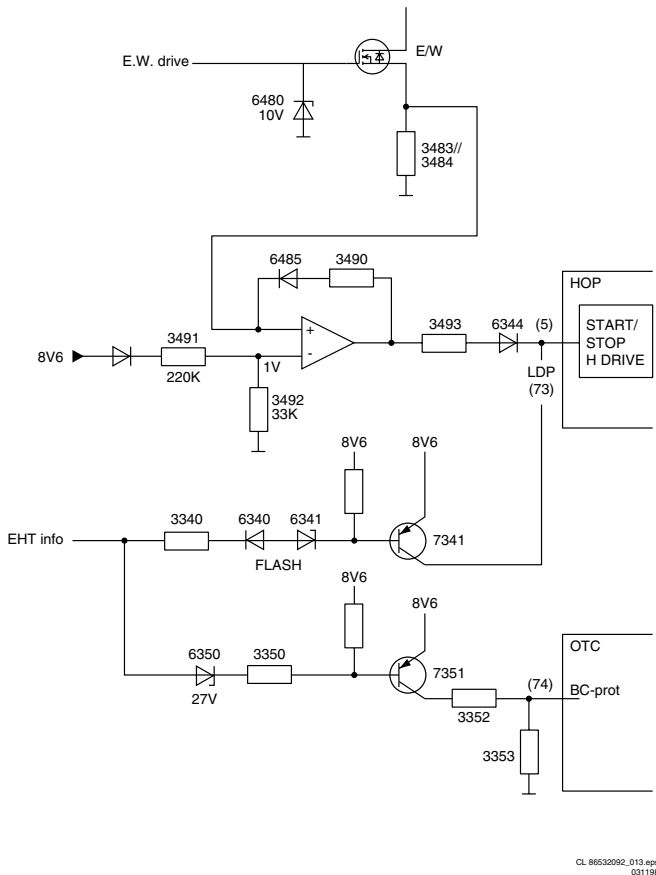 E/W
E.W. drive
6480
10V
3483//
3484
6485
3490
HOP
3491
3493
6344
(5)
START/
STOP
H DRIVE
+
-
8V6
1V
220K
LDP
(73)
3492
33K
8V6
8V6
3340
6340
6341
EHT info
7341
FLASH
8V6
8V6
OTC
6350
3350
7351
(74)
BC-prot
27V
3352
3353
CL 86532092_013.eps
031198